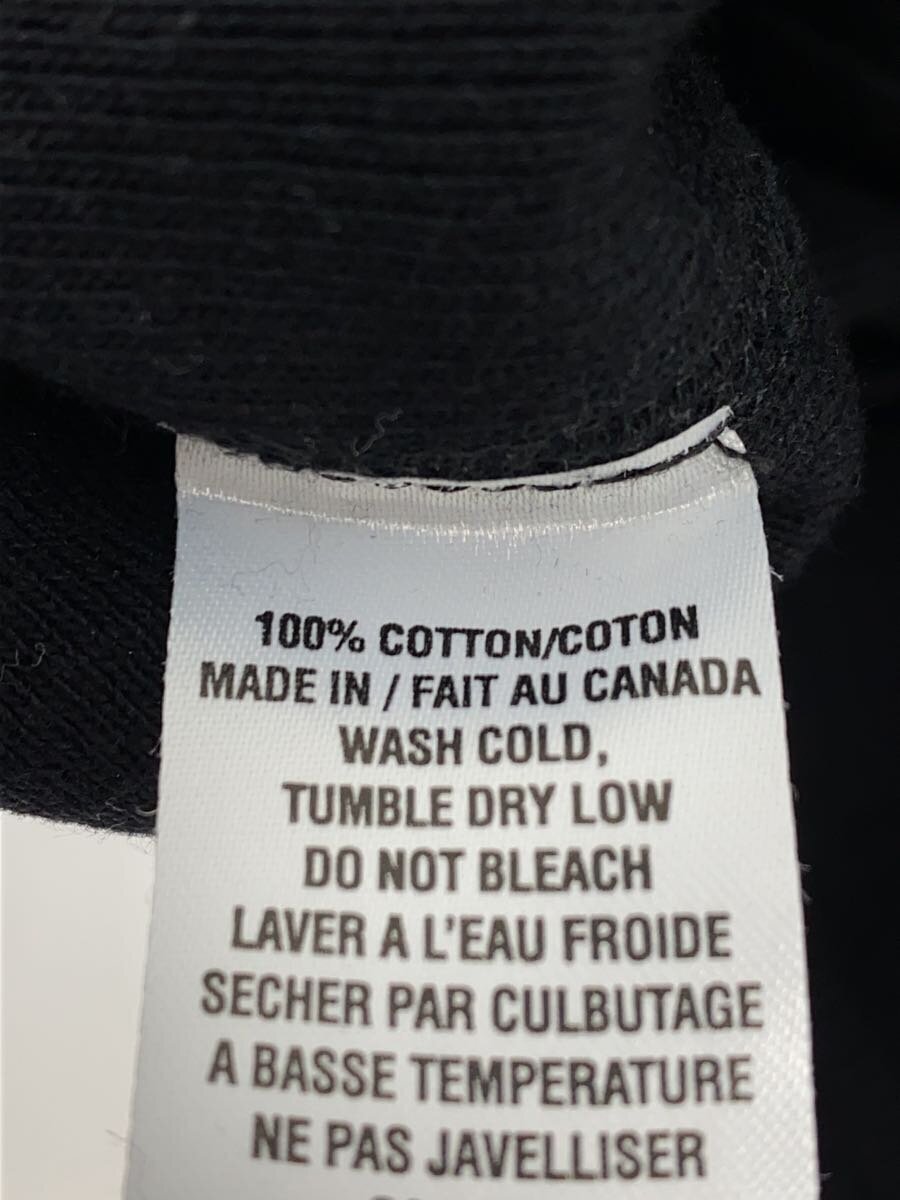 100% COTTON/COTON
MADE IN / FAIT AU CANADA
WASH COLD,
TUMBLE DRY LOW
DO NOT BLEACH
LAVER A L'EAU FROIDE
SECHER PAR CULBUTAGE
A BASSE TEMPERATURE
NE PAS JAVELLISER